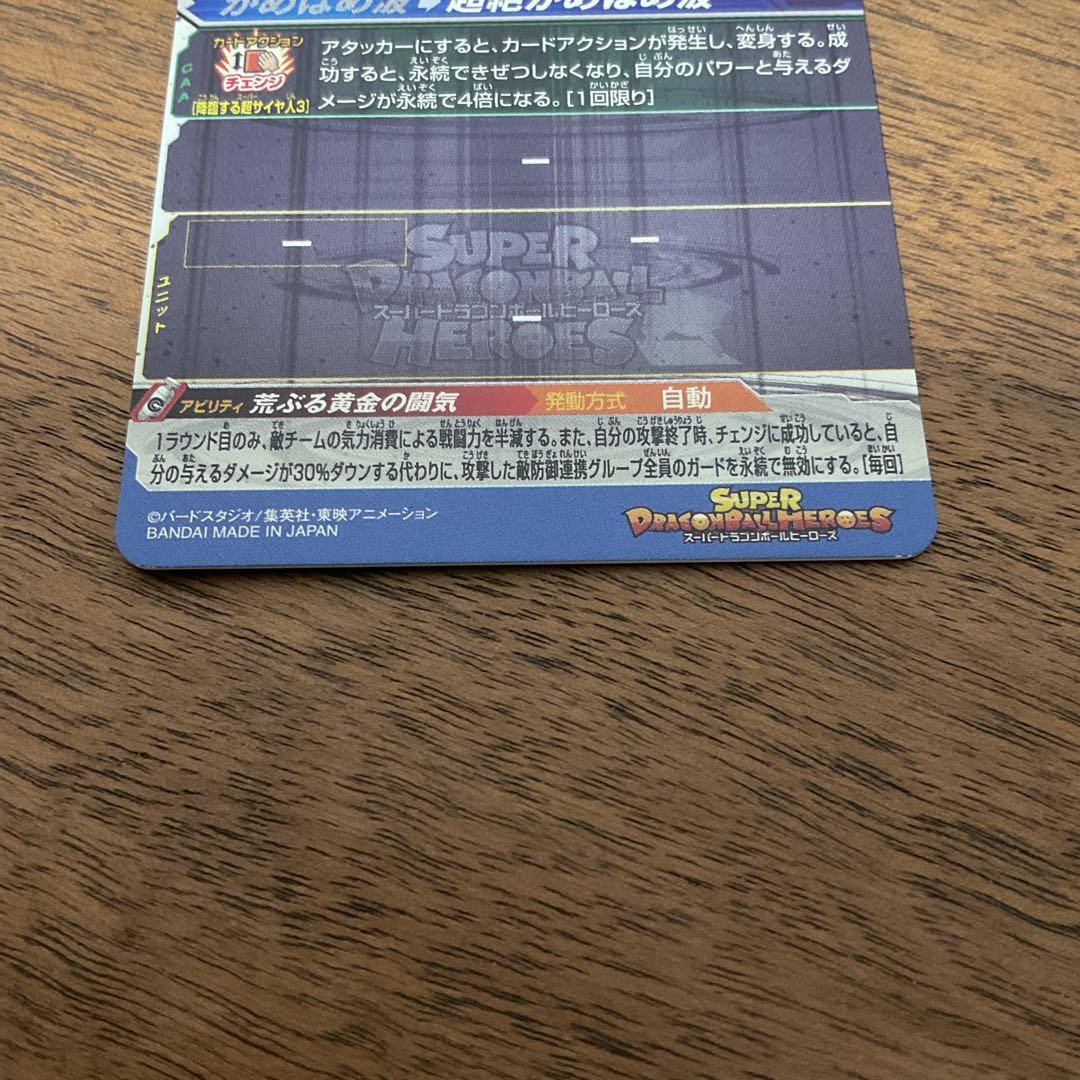 かめはめ波➡超絶かめはめ波
CAA
カードアクション
チェンジ
[降臨する超サイヤ人3]
アタッカーにすると、カードアクションが発生し、変身する。成
功すると、永続できぜつしなくなり、自分のパワーと与えるダ
メージが永続で4倍になる。[1回限り]
ー
ユニット
ー
ー
ー
SUPER
DRAGONBALL
スーパードラゴンボールヒーローズ
HEROES
アビリティ 荒ぶる黄金の闘気 発動方式 自動
1ラウンド目のみ、敵チームの気力消費による戦闘力を半減する。また、自分の攻撃終了時、チェンジに成功していると、自
分の与えるダメージが30%ダウンする代わりに、攻撃した敵防御連携グループ全員のガードを永続で無効にする。[毎回]
©バードスタジオ/集英社・東映アニメーション
BANDAI MADE IN JAPAN
SUPER
DRAGONBALL HEROES
スーパードラゴンボールヒーローズ